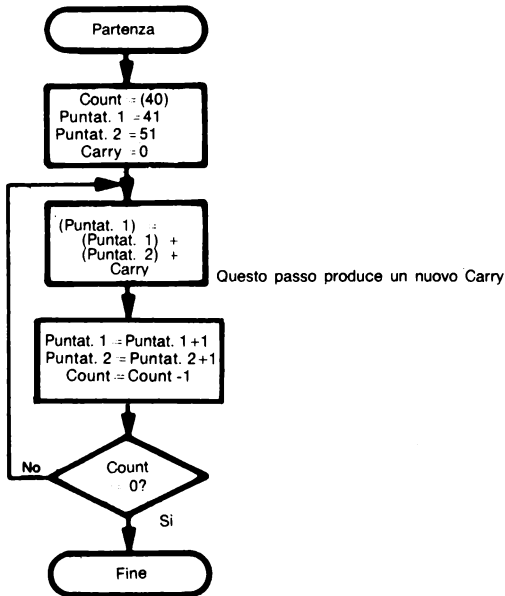 Partenza
Count = (40)
Puntat. 1 = 41
Puntat. 2 = 51
Carry = 0
(Puntat. 1) =
(Puntat. 1) +
(Puntat. 2) +
Carry
Questo passo produce un nuovo Carry
Puntat. 1 = Puntat. 1+1
Puntat. 2 = Puntat. 2+1
Count = Count -1
No
Count
= 0?
Si
Fine